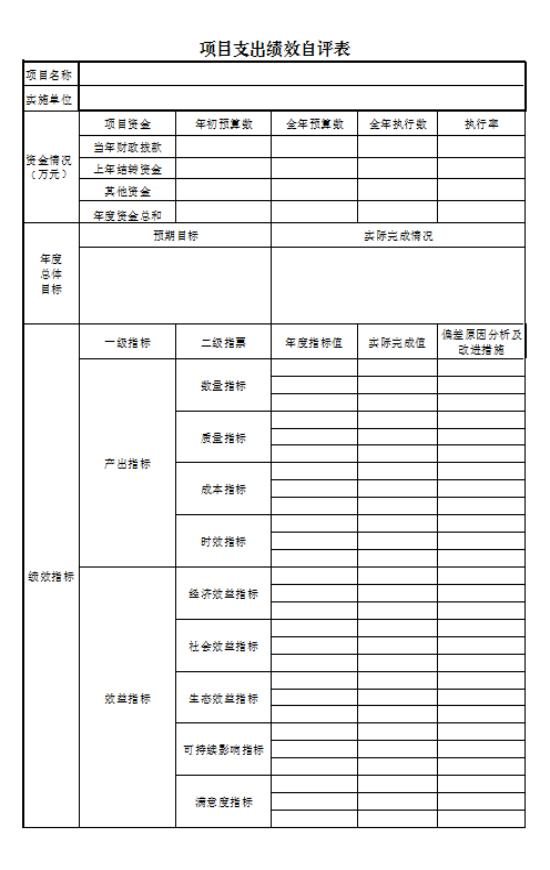 项目支出绩效自评表
项目名称
实施单位
资金情况
（万元）
项目资金 年初预算数 全年预算数 全年执行数 执行率
当年财政拨款
上年结转资金
其他资金
年度资金总和
年度
总体
目标
预期目标 实际完成情况
绩效指标
一级指标 二级指票 年度指标值 实际完成值 偏差原因分析及
改进措施
产出指标
数量指标
质量指标
成本指标
时效指标
效益指标
经济效益指标
社会效益指标
生态效益指标
可持续影响指标
满意度指标